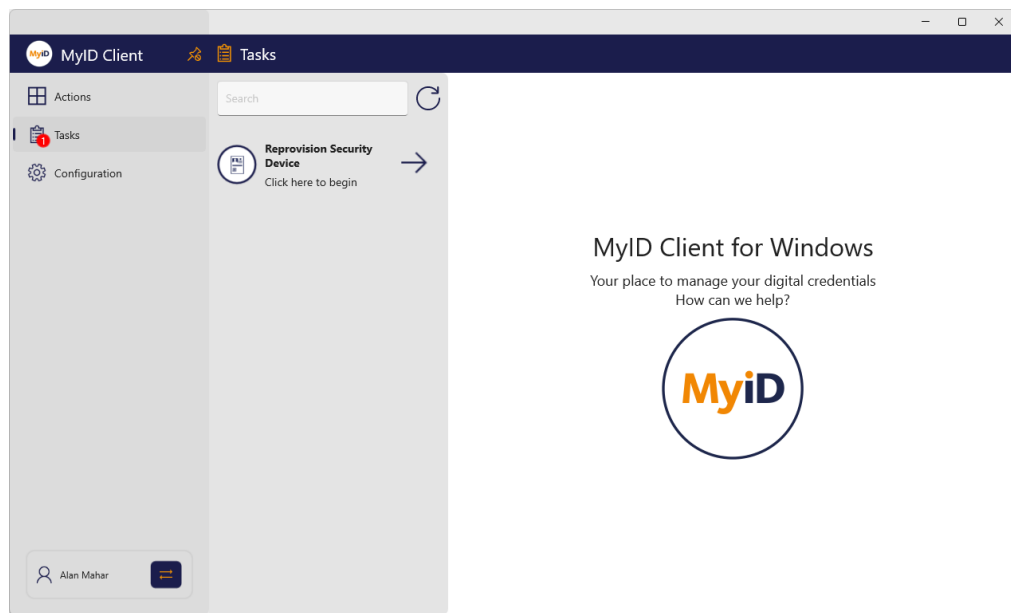 MyID
MyID Client
Tasks
Actions
Search
1
Tasks
Reprovision Security
Device
Click here to begin
Configuration
MyID Client for Windows
Your place to manage your digital credentials
How can we help?
MyiD
Alan Mahar